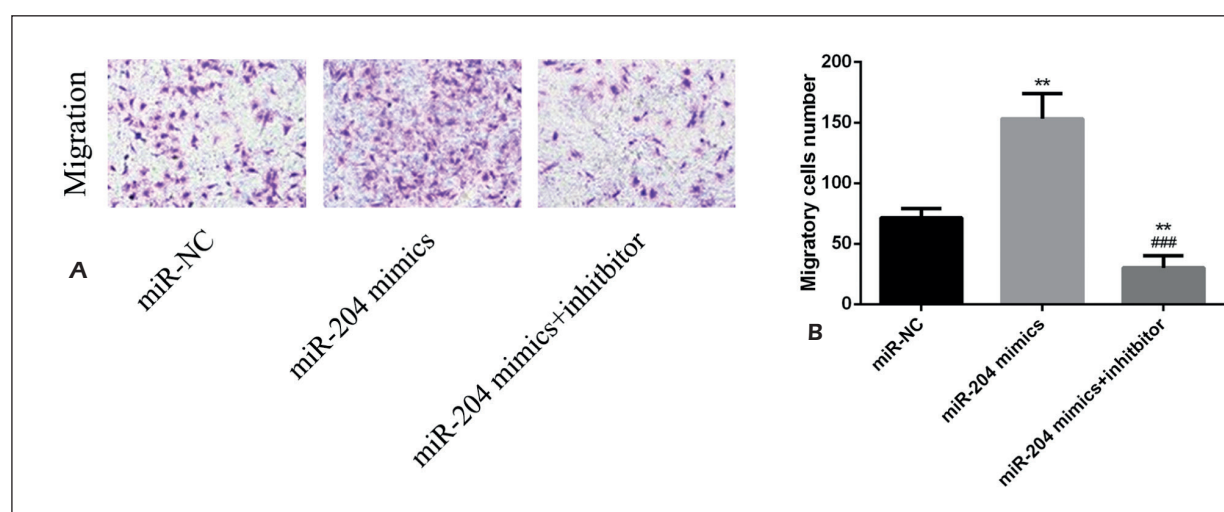 Migration
miR-NC
miR-204 mimics
miR-204 mimics+inhitbitor
A
Migratory cells number
200
150
100
50
0
**
**
###
miR-NC
miR-204 mimics
miR-204 mimics+inhitbitor
B